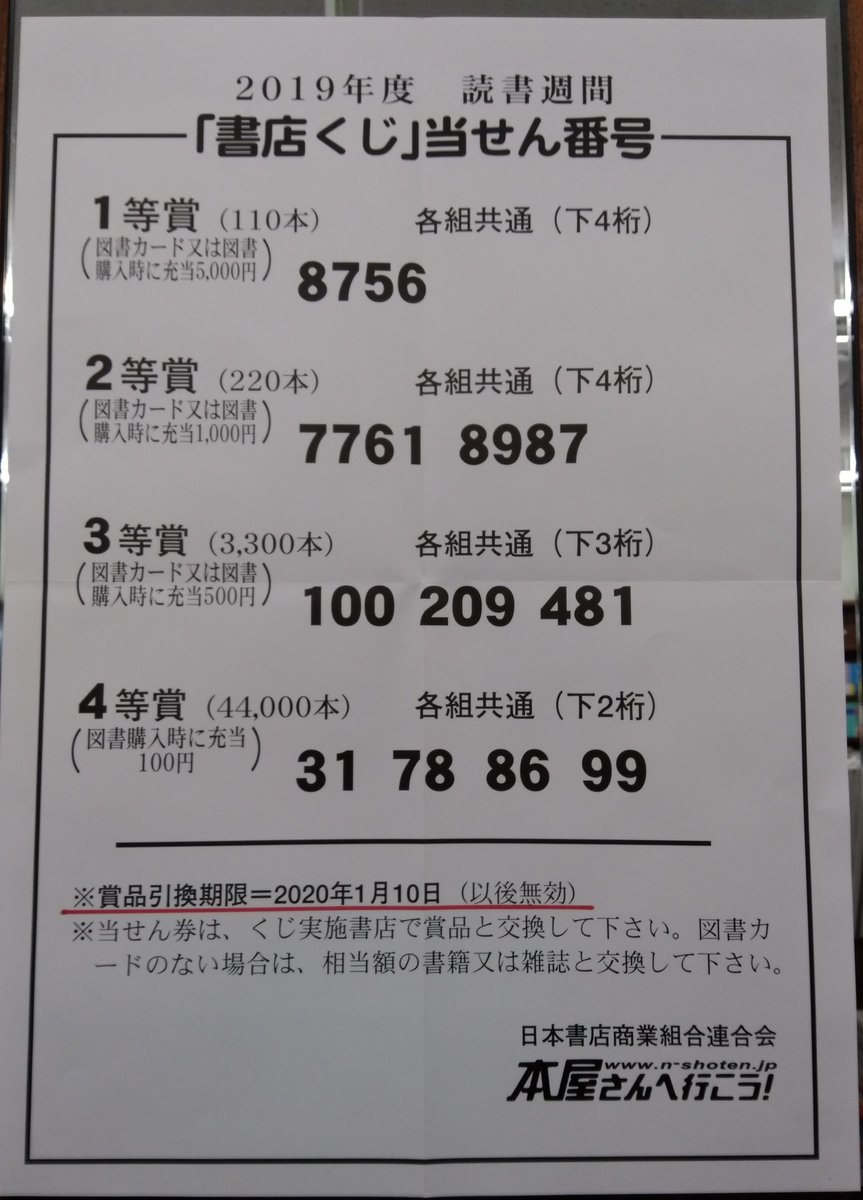 2019年度　読書週間
「書店くじ」当せん番号
1等賞（110本）　各組共通（下4桁）
（図書カード又は図書
購入時に充当5,000円）
8756
2等賞（220本）　各組共通（下4桁）
（図書カード又は図書
購入時に充当1,000円）
7761 8987
3等賞（3,300本）　各組共通（下3桁）
（図書カード又は図書
購入時に充当500円）
100 209 481
4等賞（44,000本）　各組共通（下2桁）
（図書購入時に充当
100円）
31 78 86 99
※賞品引換期限＝2020年1月10日（以後無効）
※当せん券は、くじ実施書店で賞品と交換して下さい。図書カ
ードのない場合は、相当額の書籍又は雑誌と交換して下さい。
日本書店商業組合連合会
www.n-shoten.jp
本屋さんへ行こう！